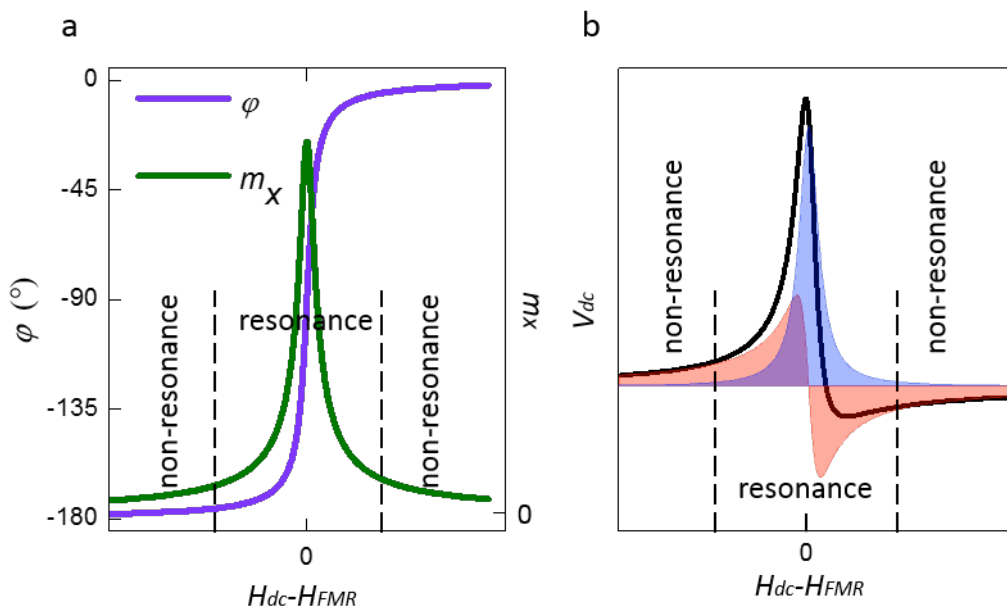 a
0
-45
-90
-135
-180
φ (°)
φ
mx
non-resonance
resonance
non-resonance
0
mx
0
Hdc-HFMR
b
Vdc
non-resonance
non-resonance
resonance
0
Hdc-HFMR